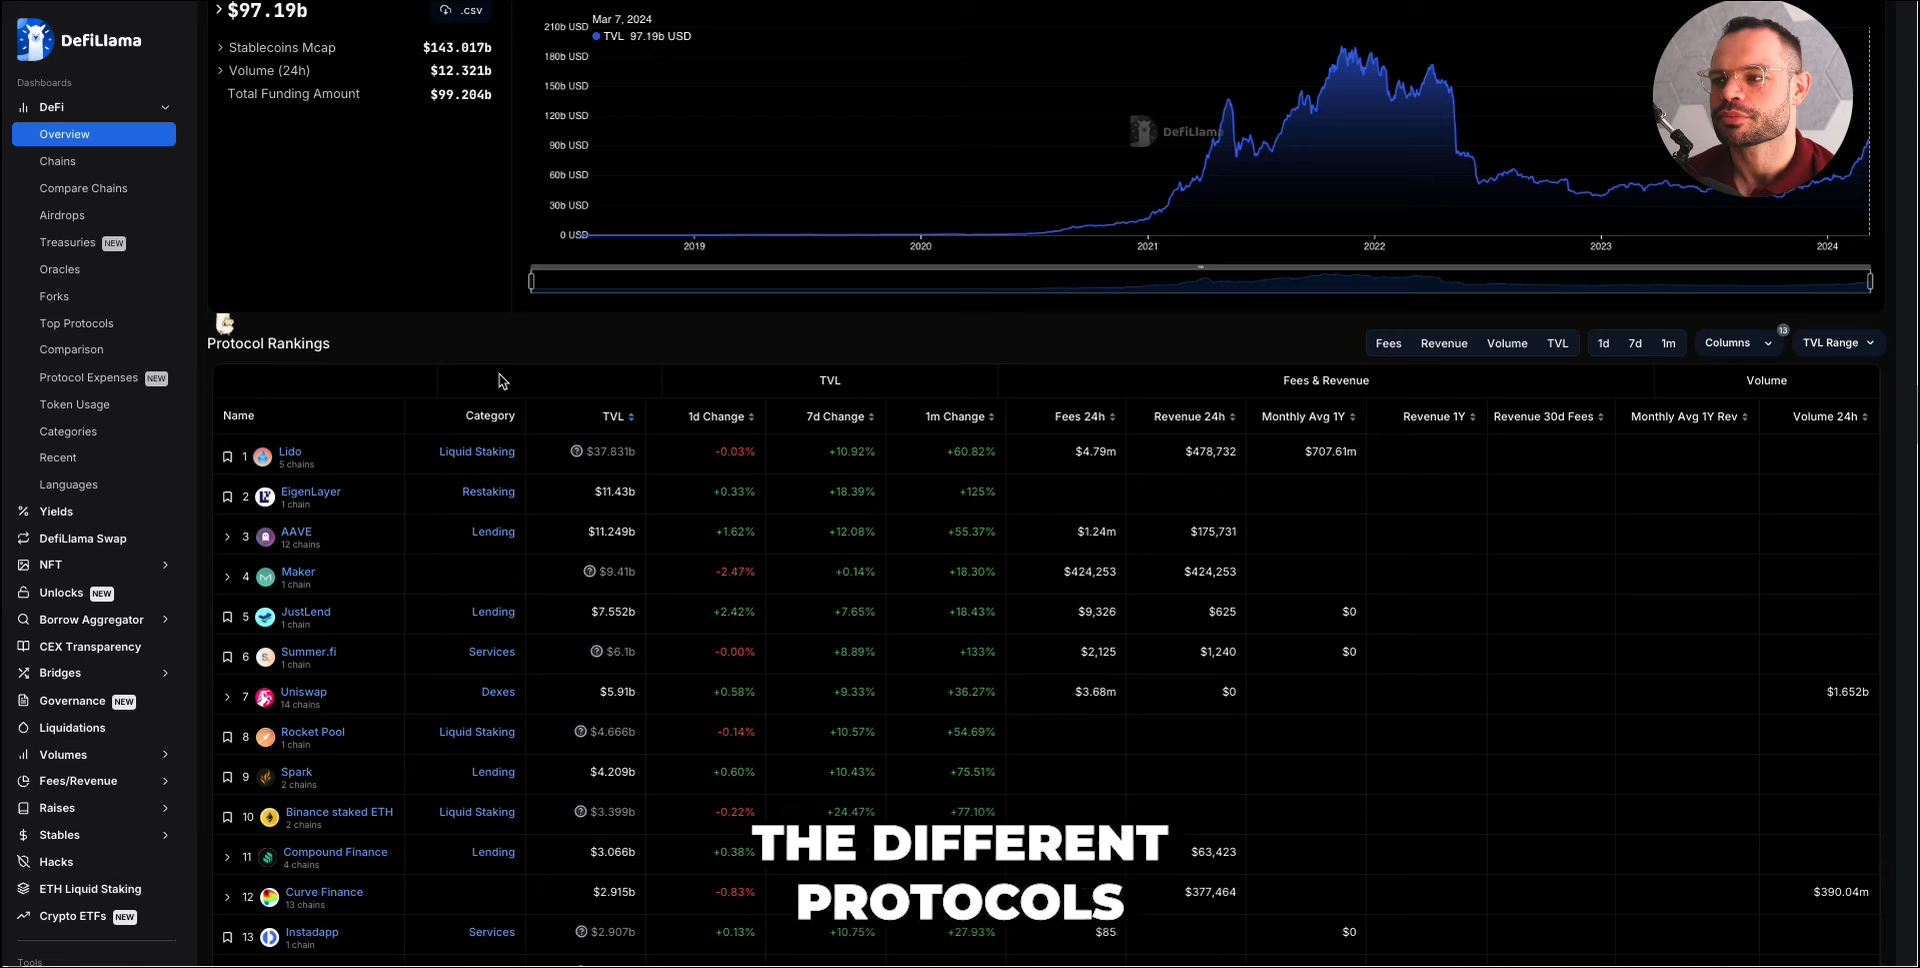 DefiLlama
Dashboards
DeFi
Overview
Chains
Compare Chains
Airdrops
Treasuries NEW
Oracles
Forks
Top Protocols
Comparison
Protocol Expenses NEW
Token Usage
Categories
Recent
Languages
Yields
DefiLlama Swap
NFT
Unlocks NEW
Borrow Aggregator
CEX Transparency
Bridges
Governance NEW
Liquidations
Volumes
Fees/Revenue
Raises
Stables
Hacks
ETH Liquid Staking
Crypto ETFs NEW
Tools
$97.19b .csv
Stablecoins Mcap $143.017b
Volume (24h) $12.321b
Total Funding Amount $99.204b
Mar 7, 2024
TVL 97.19b USD
210b USD
180b USD
150b USD
120b USD
90b USD
60b USD
30b USD
0 USD
DefiLlama
2019 2020 2021 2022 2023 2024
Protocol Rankings Fees Revenue Volume TVL 1d 7d 1m Columns 13 TVL Range
TVL Fees & Revenue Volume
Name Category TVL 1d Change 7d Change 1m Change Fees 24h Revenue 24h Monthly Avg 1Y Revenue 1Y Revenue 30d Fees Monthly Avg 1Y Rev Volume 24h
1 Lido Liquid Staking $37.831b -0.03% +10.92% +60.82% $4.79m $478,732 $707.61m
5 chains
2 EigenLayer Restaking $11.43b +0.33% +18.39% +125%
1 chain
3 AAVE Lending $11.249b +1.62% +12.08% +55.37% $1.24m $175,731
12 chains
4 Maker $9.41b -2.47% +0.14% +18.30% $424,253 $424,253
1 chain
5 JustLend Lending $7.552b +2.42% +7.65% +18.43% $9,326 $625 $0
1 chain
6 Summer.fi Services $6.1b -0.00% +8.89% +133% $2,125 $1,240 $0
1 chain
7 Uniswap Dexes $5.91b +0.58% +9.33% +36.27% $3.68m $0 $1.652b
14 chains
8 Rocket Pool Liquid Staking $4.666b -0.14% +10.57% +54.69%
1 chain
9 Spark Lending $4.209b +0.60% +10.43% +75.51%
2 chains
10 Binance staked ETH Liquid Staking $3.399b -0.22% +24.47% +77.10%
2 chains
11 Compound Finance Lending $3.066b +0.38% $63,423
4 chains
12 Curve Finance $2.915b -0.83% $377,464 $390.04m
13 chains
13 Instadapp Services $2.907b +0.13% +10.75% +27.93% $85 $0
1 chain
THE DIFFERENT
PROTOCOLS